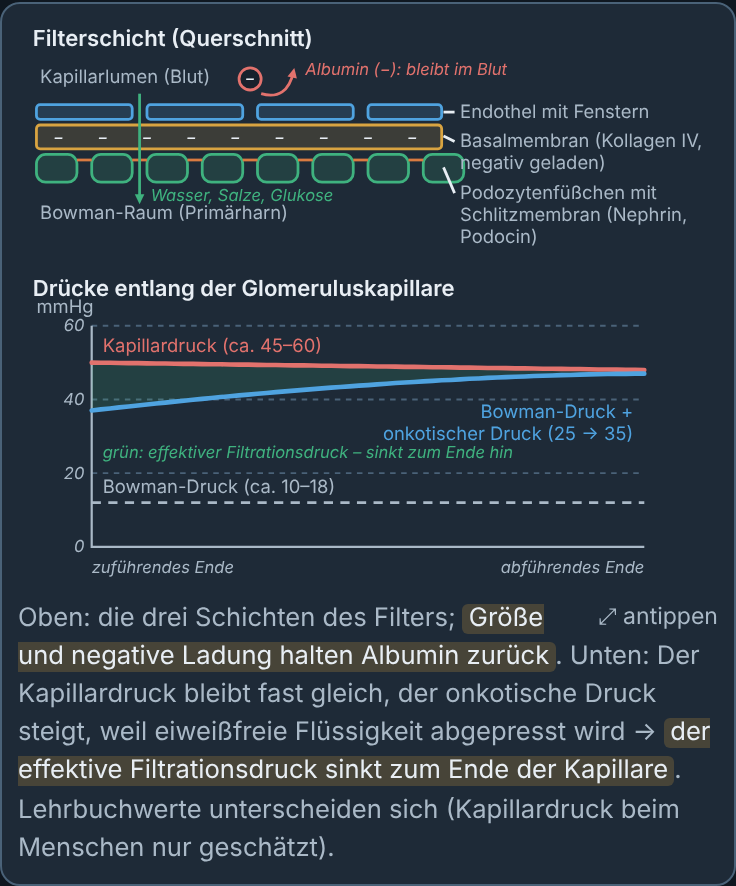 Filterschicht (Querschnitt)
Kapillarlumen (Blut)
−
Albumin (−): bleibt im Blut
Endothel mit Fenstern
− − − − − − − − −
Basalmembran (Kollagen IV,
negativ geladen)
Podozytenfüßchen mit
Schlitzmembran (Nephrin,
Podocin)
Wasser, Salze, Glukose
Bowman-Raum (Primärharn)
Drücke entlang der Glomeruluskapillare
mmHg
60
Kapillardruck (ca. 45–60)
40
Bowman-Druck +
onkotischer Druck (25 → 35)
grün: effektiver Filtrationsdruck – sinkt zum Ende hin
20
Bowman-Druck (ca. 10–18)
0
zuführendes Ende
abführendes Ende
Oben: die drei Schichten des Filters; Größe
⤢ antippen
und negative Ladung halten Albumin zurück. Unten: Der
Kapillardruck bleibt fast gleich, der onkotische Druck
steigt, weil eiweißfreie Flüssigkeit abgepresst wird → der
effektive Filtrationsdruck sinkt zum Ende der Kapillare.
Lehrbuchwerte unterscheiden sich (Kapillardruck beim
Menschen nur geschätzt).